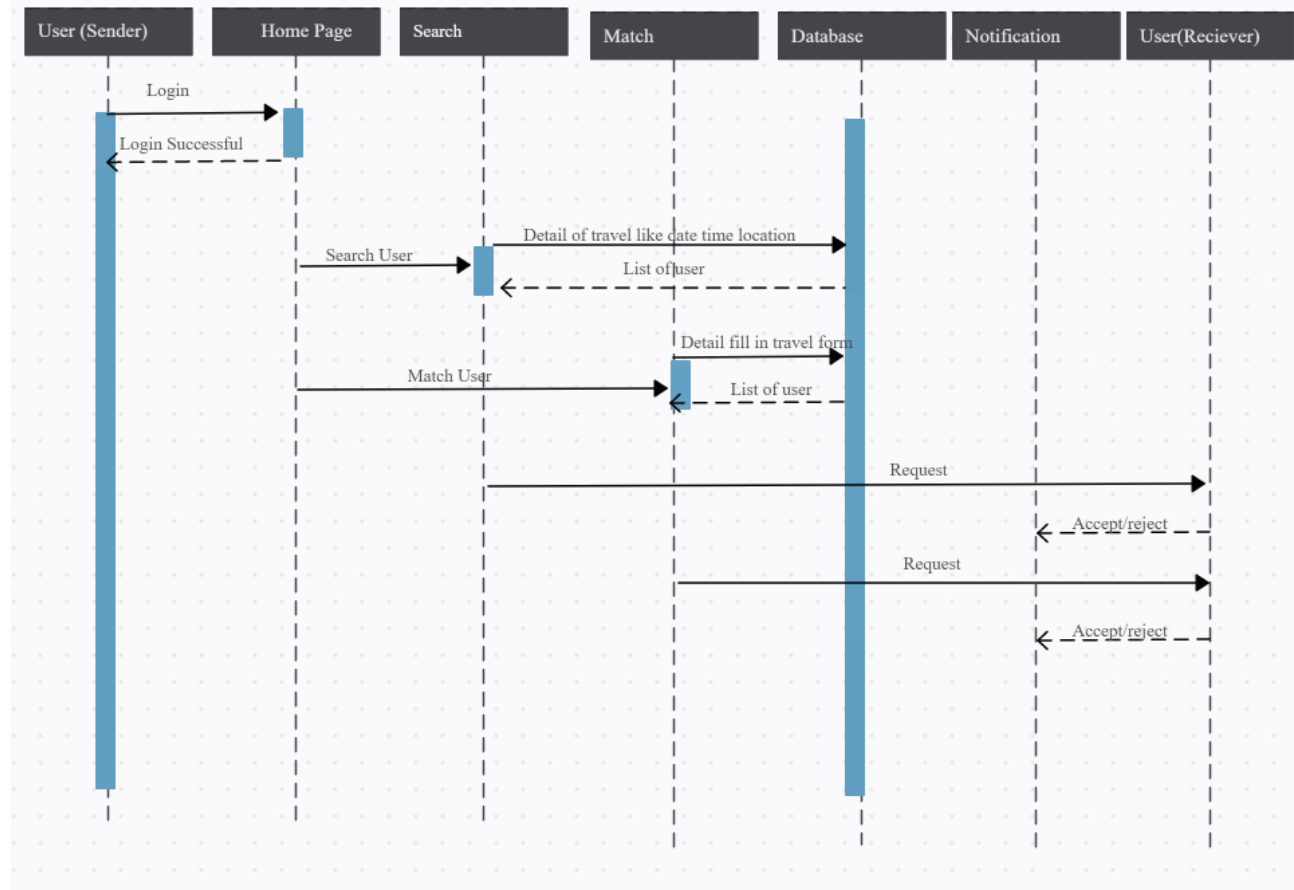 User (Sender)
Home Page
Search
Match
Database
Notification
User(Reciever)
Login
Login Successful
Detail of travel like date time location
Search User
List of user
Detail fill in travel form
Match User
List of user
Request
Accept/reject
Request
Accept/reject